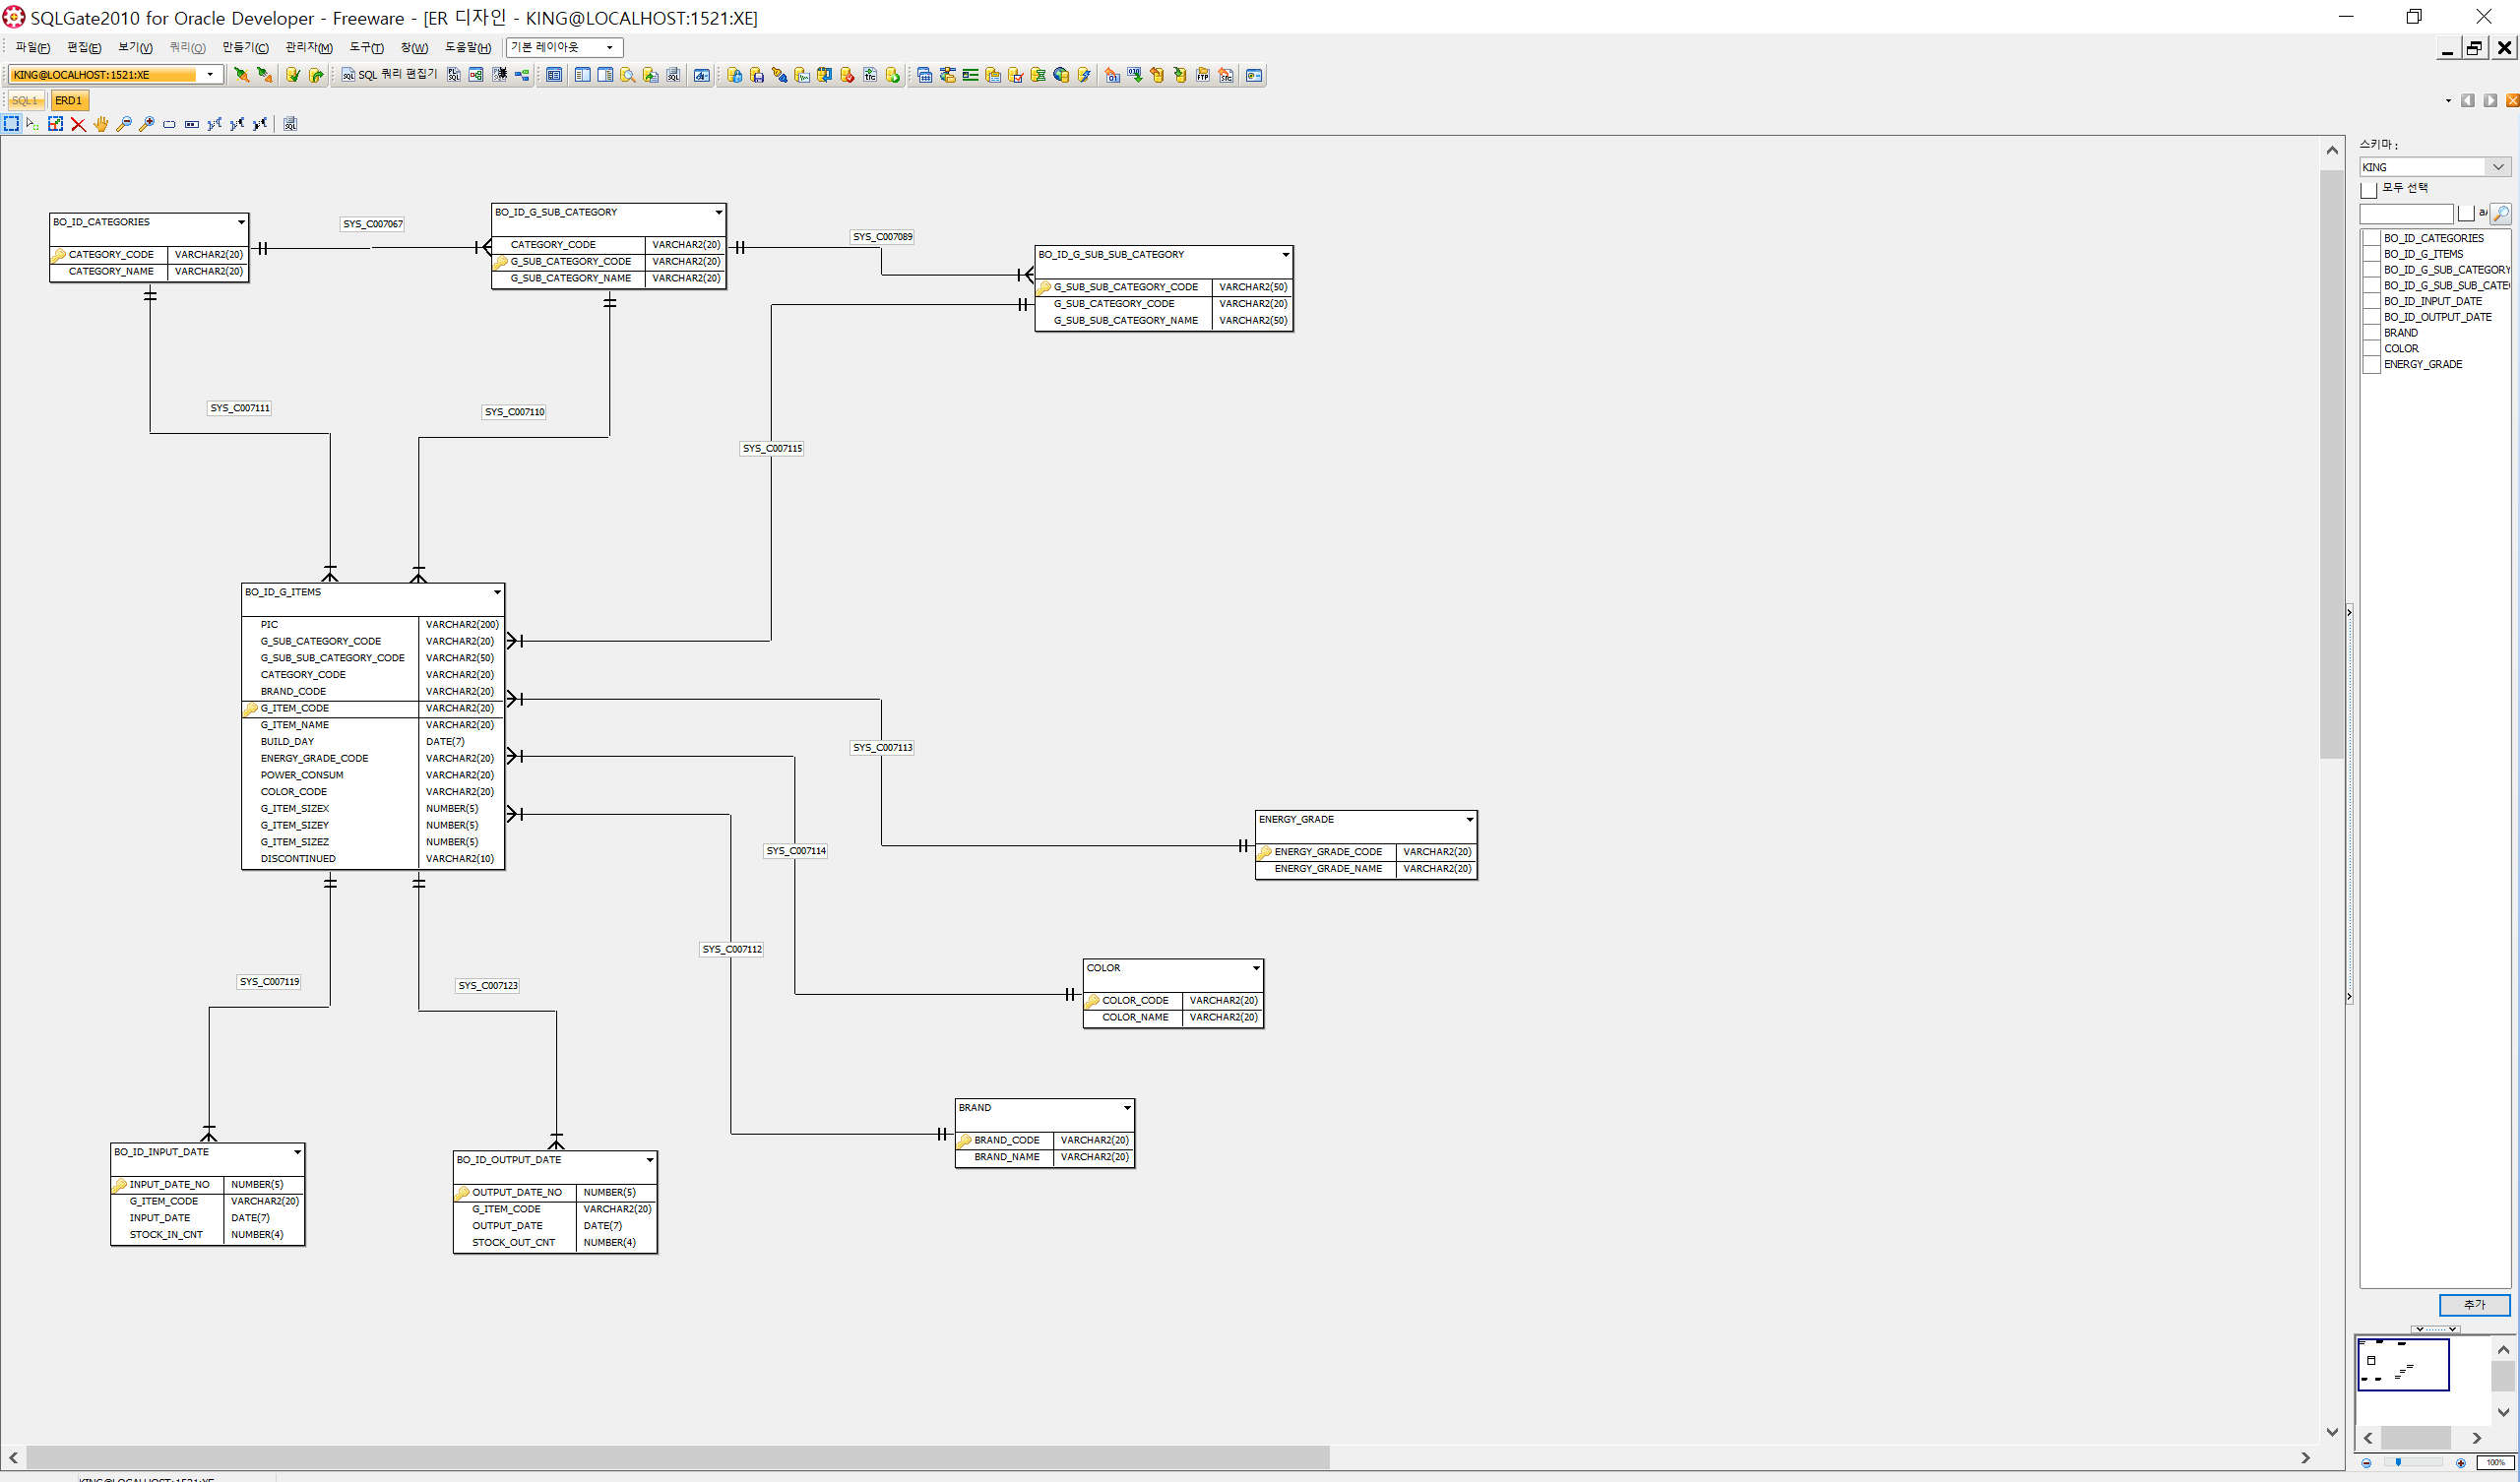 SQLGate2010 for Oracle Developer - Freeware - [ER 디자인 - KING@LOCALHOST:1521:XE]
파일(F) 편집(E) 보기(V) 쿼리(Q) 만들기(C) 관리자(M) 도구(T) 창(W) 도움말(H) 기본 레이아웃
KING@LOCALHOST:1521:XE SQL 쿼리 편집기
SQL1 ERD1
BO_ID_CATEGORIES
CATEGORY_CODE VARCHAR2(20)
CATEGORY_NAME VARCHAR2(20)
SYS_C007067
BO_ID_G_SUB_CATEGORY
CATEGORY_CODE VARCHAR2(20)
G_SUB_CATEGORY_CODE VARCHAR2(20)
G_SUB_CATEGORY_NAME VARCHAR2(20)
SYS_C007089
BO_ID_G_SUB_SUB_CATEGORY
G_SUB_SUB_CATEGORY_CODE VARCHAR2(50)
G_SUB_CATEGORY_CODE VARCHAR2(20)
G_SUB_SUB_CATEGORY_NAME VARCHAR2(50)
SYS_C007111
SYS_C007110
SYS_C007115
BO_ID_G_ITEMS
PIC VARCHAR2(200)
G_SUB_CATEGORY_CODE VARCHAR2(20)
G_SUB_SUB_CATEGORY_CODE VARCHAR2(50)
CATEGORY_CODE VARCHAR2(20)
BRAND_CODE VARCHAR2(20)
G_ITEM_CODE VARCHAR2(20)
G_ITEM_NAME VARCHAR2(20)
BUILD_DAY DATE(7)
ENERGY_GRADE_CODE VARCHAR2(20)
POWER_CONSUM VARCHAR2(20)
COLOR_CODE VARCHAR2(20)
G_ITEM_SIZEX NUMBER(5)
G_ITEM_SIZEY NUMBER(5)
G_ITEM_SIZEZ NUMBER(5)
DISCONTINUED VARCHAR2(10)
SYS_C007113
SYS_C007114
SYS_C007112
ENERGY_GRADE
ENERGY_GRADE_CODE VARCHAR2(20)
ENERGY_GRADE_NAME VARCHAR2(20)
COLOR
COLOR_CODE VARCHAR2(20)
COLOR_NAME VARCHAR2(20)
BRAND
BRAND_CODE VARCHAR2(20)
BRAND_NAME VARCHAR2(20)
SYS_C007119
SYS_C007123
BO_ID_INPUT_DATE
INPUT_DATE_NO NUMBER(5)
G_ITEM_CODE VARCHAR2(20)
INPUT_DATE DATE(7)
STOCK_IN_CNT NUMBER(4)
BO_ID_OUTPUT_DATE
OUTPUT_DATE_NO NUMBER(5)
G_ITEM_CODE VARCHAR2(20)
OUTPUT_DATE DATE(7)
STOCK_OUT_CNT NUMBER(4)
스키마 :
KING
모두 선택
BO_ID_CATEGORIES
BO_ID_G_ITEMS
BO_ID_G_SUB_CATEGORY
BO_ID_G_SUB_SUB_CATE
BO_ID_INPUT_DATE
BO_ID_OUTPUT_DATE
BRAND
COLOR
ENERGY_GRADE
추가
100%
KING@LOCALHOST:1521:XE